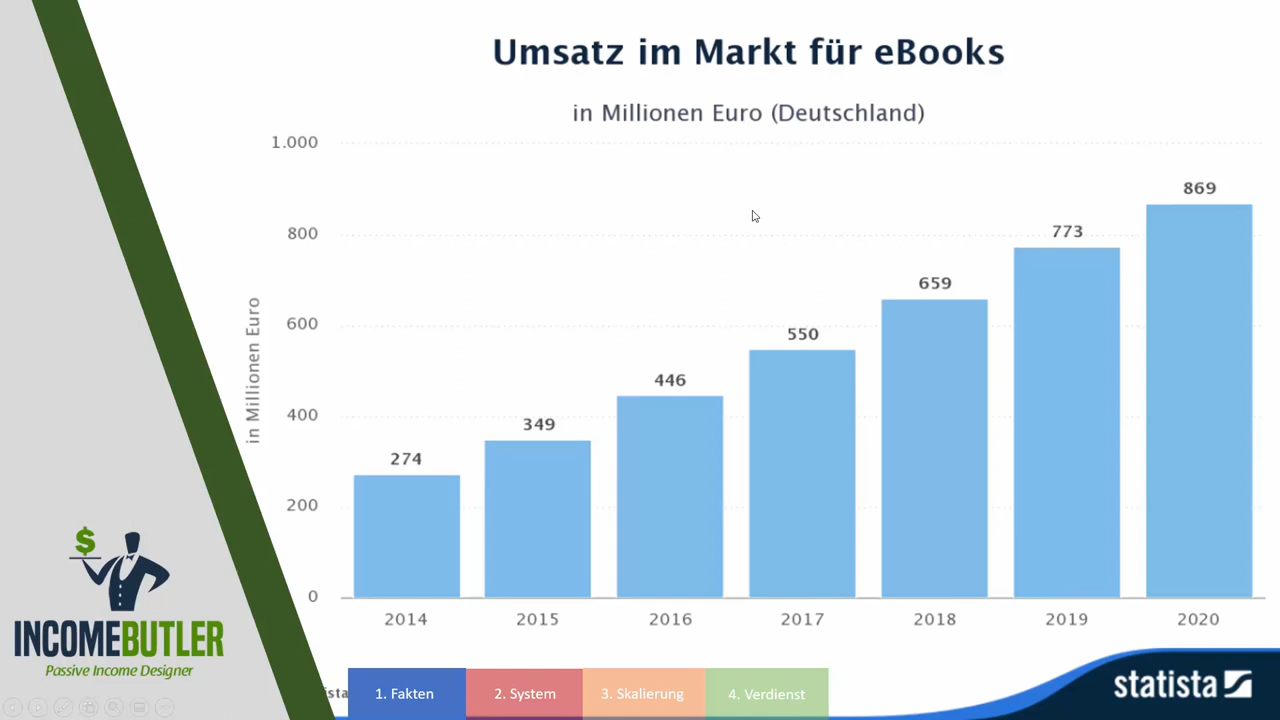 Umsatz im Markt für eBooks
in Millionen Euro (Deutschland)
in Millionen Euro
1.000
800
600
400
200
0
274
349
446
550
659
773
869
2014
2015
2016
2017
2018
2019
2020
$
INCOMEBUTLER
Passive Income Designer
1. Fakten
2. System
3. Skalierung
4. Verdienst
statista